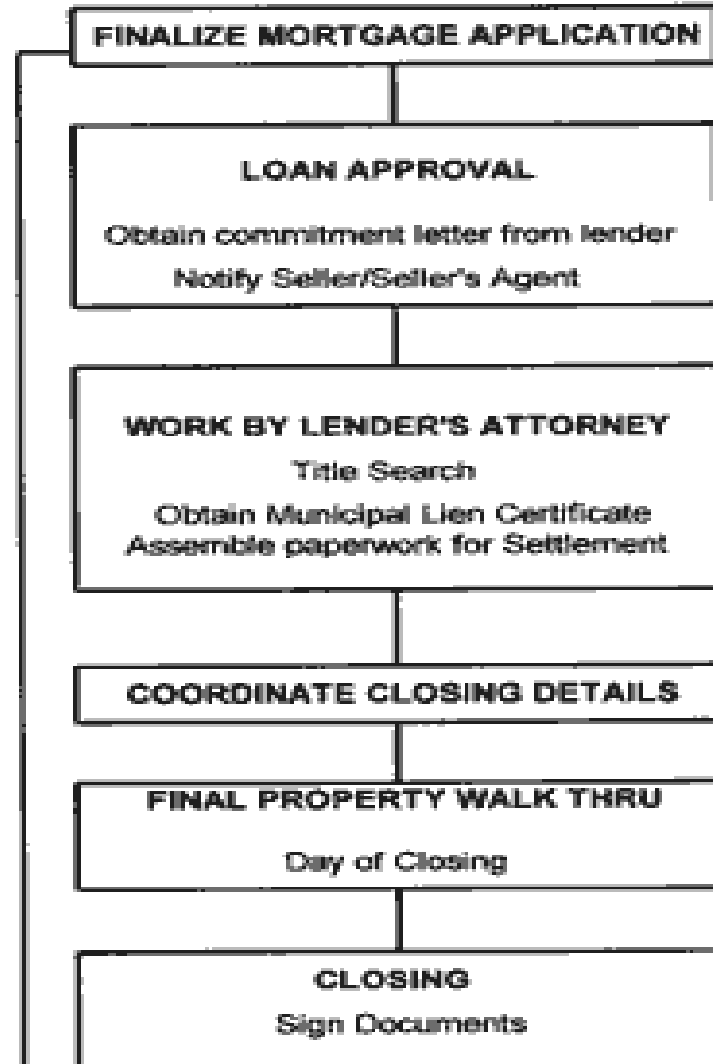 FINALIZE MORTGAGE APPLICATION
LOAN APPROVAL
Obtain commitment letter from lender
Notify Seller/Seller's Agent
WORK BY LENDER'S ATTORNEY
Title Search
Obtain Municipal Lien Certificate
Assemble paperwork for Settlement
COORDINATE CLOSING DETAILS
FINAL PROPERTY WALK THRU
Day of Closing
CLOSING
Sign Documents